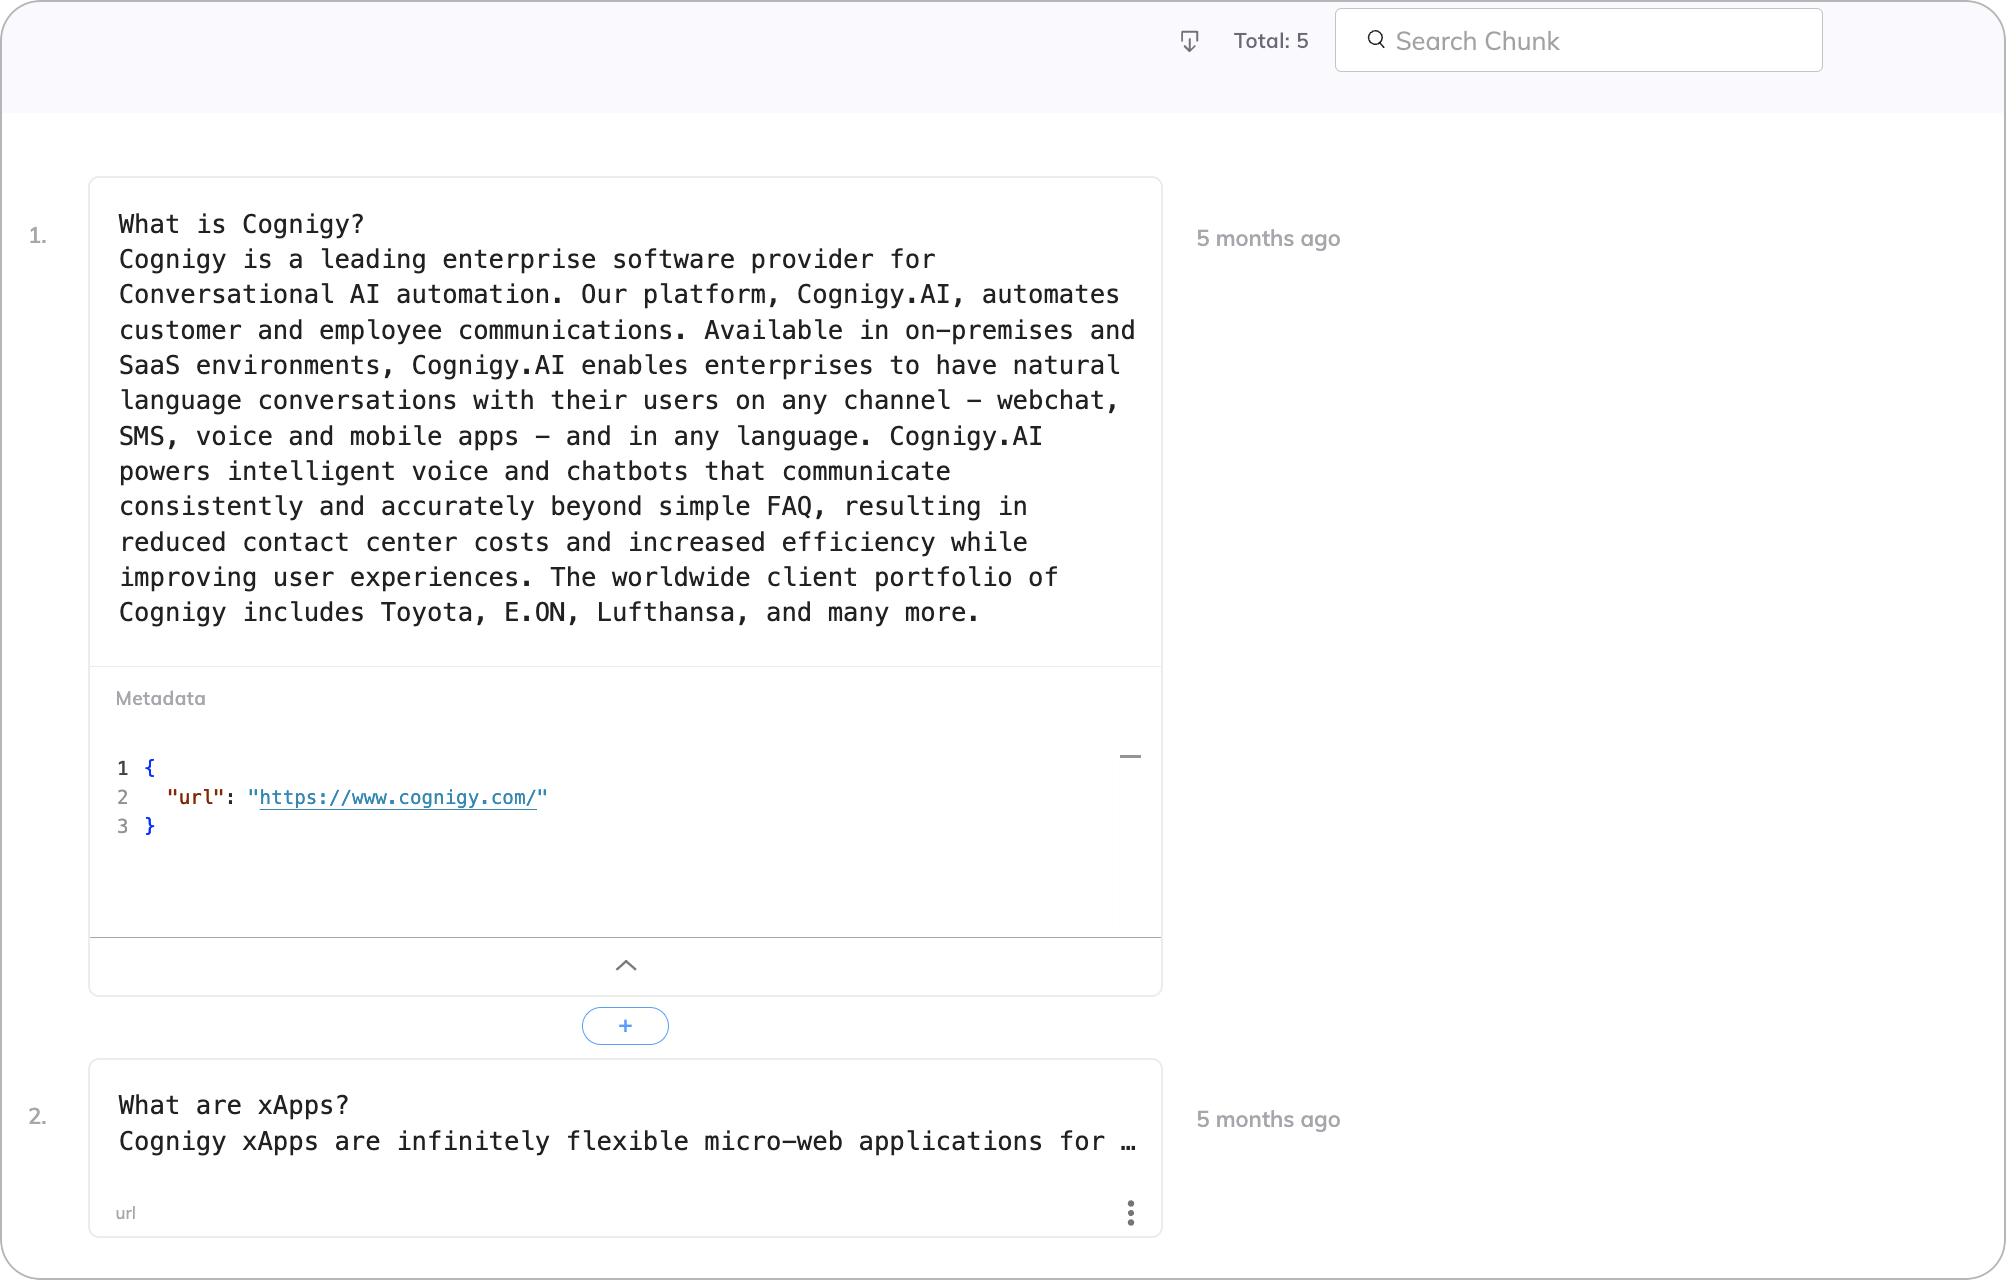 Total: 5
Search Chunk
1.
What is Cognigy?
Cognigy is a leading enterprise software provider for
Conversational AI automation. Our platform, Cognigy.AI, automates
customer and employee communications. Available in on-premises and
SaaS environments, Cognigy.AI enables enterprises to have natural
language conversations with their users on any channel – webchat,
SMS, voice and mobile apps – and in any language. Cognigy.AI
powers intelligent voice and chatbots that communicate
consistently and accurately beyond simple FAQ, resulting in
reduced contact center costs and increased efficiency while
improving user experiences. The worldwide client portfolio of
Cognigy includes Toyota, E.ON, Lufthansa, and many more.
5 months ago
Metadata
1 {
2 "url": "https://www.cognigy.com/"
3 }
+
2.
What are xApps?
Cognigy xApps are infinitely flexible micro-web applications for …
5 months ago
url